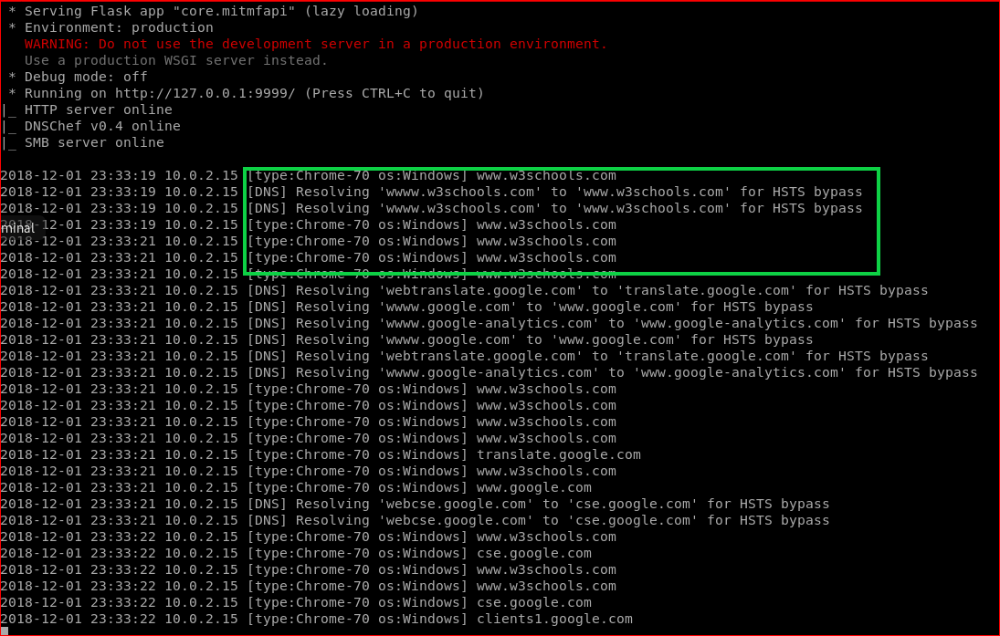 * Serving Flask app "core.mitmfapi" (lazy loading)
* Environment: production
WARNING: Do not use the development server in a production environment.
Use a production WSGI server instead.
* Debug mode: off
* Running on http://127.0.0.1:9999/ (Press CTRL+C to quit)
|_ HTTP server online
|_ DNSChef v0.4 online
|_ SMB server online
2018-12-01 23:33:19 10.0.2.15 [type:Chrome-70 os:Windows] www.w3schools.com
2018-12-01 23:33:19 10.0.2.15 [DNS] Resolving 'wwww.w3schools.com' to 'www.w3schools.com' for HSTS bypass
2018-12-01 23:33:19 10.0.2.15 [DNS] Resolving 'wwww.w3schools.com' to 'www.w3schools.com' for HSTS bypass
2018-12-01 23:33:19 10.0.2.15 [type:Chrome-70 os:Windows] www.w3schools.com
minal
2018-12-01 23:33:21 10.0.2.15 [type:Chrome-70 os:Windows] www.w3schools.com
2018-12-01 23:33:21 10.0.2.15 [type:Chrome-70 os:Windows] www.w3schools.com
2018-12-01 23:33:21 10.0.2.15 [type:Chrome-70 os:Windows] www.w3schools.com
2018-12-01 23:33:21 10.0.2.15 [DNS] Resolving 'webtranslate.google.com' to 'translate.google.com' for HSTS bypass
2018-12-01 23:33:21 10.0.2.15 [DNS] Resolving 'wwww.google.com' to 'www.google.com' for HSTS bypass
2018-12-01 23:33:21 10.0.2.15 [DNS] Resolving 'wwww.google-analytics.com' to 'www.google-analytics.com' for HSTS bypass
2018-12-01 23:33:21 10.0.2.15 [DNS] Resolving 'wwww.google.com' to 'www.google.com' for HSTS bypass
2018-12-01 23:33:21 10.0.2.15 [DNS] Resolving 'webtranslate.google.com' to 'translate.google.com' for HSTS bypass
2018-12-01 23:33:21 10.0.2.15 [DNS] Resolving 'wwww.google-analytics.com' to 'www.google-analytics.com' for HSTS bypass
2018-12-01 23:33:21 10.0.2.15 [type:Chrome-70 os:Windows] www.w3schools.com
2018-12-01 23:33:21 10.0.2.15 [type:Chrome-70 os:Windows] www.w3schools.com
2018-12-01 23:33:21 10.0.2.15 [type:Chrome-70 os:Windows] www.w3schools.com
2018-12-01 23:33:21 10.0.2.15 [type:Chrome-70 os:Windows] www.w3schools.com
2018-12-01 23:33:21 10.0.2.15 [type:Chrome-70 os:Windows] translate.google.com
2018-12-01 23:33:21 10.0.2.15 [type:Chrome-70 os:Windows] www.w3schools.com
2018-12-01 23:33:21 10.0.2.15 [type:Chrome-70 os:Windows] www.google.com
2018-12-01 23:33:21 10.0.2.15 [DNS] Resolving 'webcse.google.com' to 'cse.google.com' for HSTS bypass
2018-12-01 23:33:21 10.0.2.15 [DNS] Resolving 'webcse.google.com' to 'cse.google.com' for HSTS bypass
2018-12-01 23:33:22 10.0.2.15 [type:Chrome-70 os:Windows] www.w3schools.com
2018-12-01 23:33:22 10.0.2.15 [type:Chrome-70 os:Windows] cse.google.com
2018-12-01 23:33:22 10.0.2.15 [type:Chrome-70 os:Windows] www.w3schools.com
2018-12-01 23:33:22 10.0.2.15 [type:Chrome-70 os:Windows] www.w3schools.com
2018-12-01 23:33:22 10.0.2.15 [type:Chrome-70 os:Windows] cse.google.com
2018-12-01 23:33:22 10.0.2.15 [type:Chrome-70 os:Windows] clients1.google.com